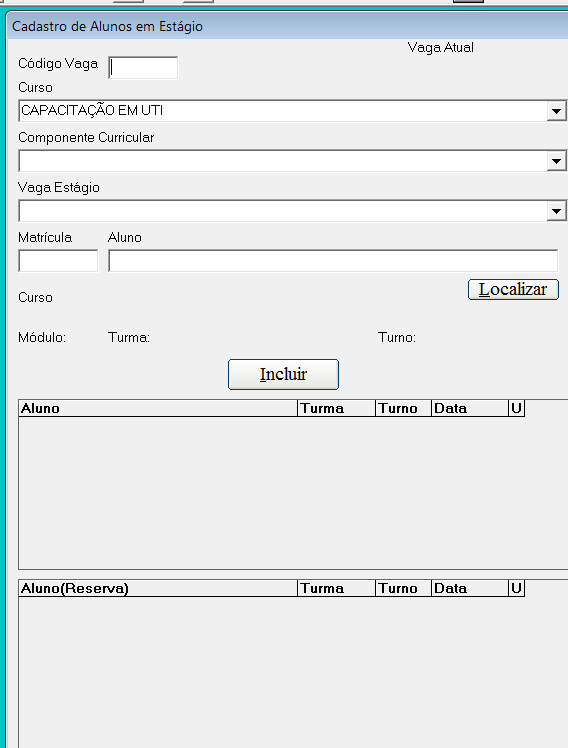 Cadastro de Alunos em Estágio
Vaga Atual
Código Vaga
Curso
CAPACITAÇÃO EM UTI
Componente Curricular
Vaga Estágio
Matrícula Aluno
Localizar
Curso
Módulo: Turma: Turno:
Incluir
Aluno Turma Turno Data U
Aluno(Reserva) Turma Turno Data U